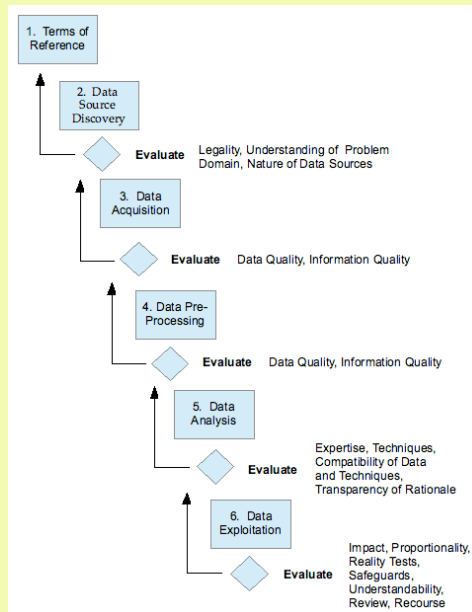 1. Terms of
Reference
2. Data
Source
Discovery
Evaluate
Legality, Understanding of Problem
Domain, Nature of Data Sources
3. Data
Acquisition
Evaluate
Data Quality, Information Quality
4. Data Pre-
Processing
Evaluate
Data Quality, Information Quality
5. Data
Analysis
Evaluate
Expertise, Techniques,
Compatibility of Data
and Techniques,
Transparency of Rationale
6. Data
Exploitation
Evaluate
Impact, Proportionality,
Reality Tests,
Safeguards,
Understandability,
Review, Recourse